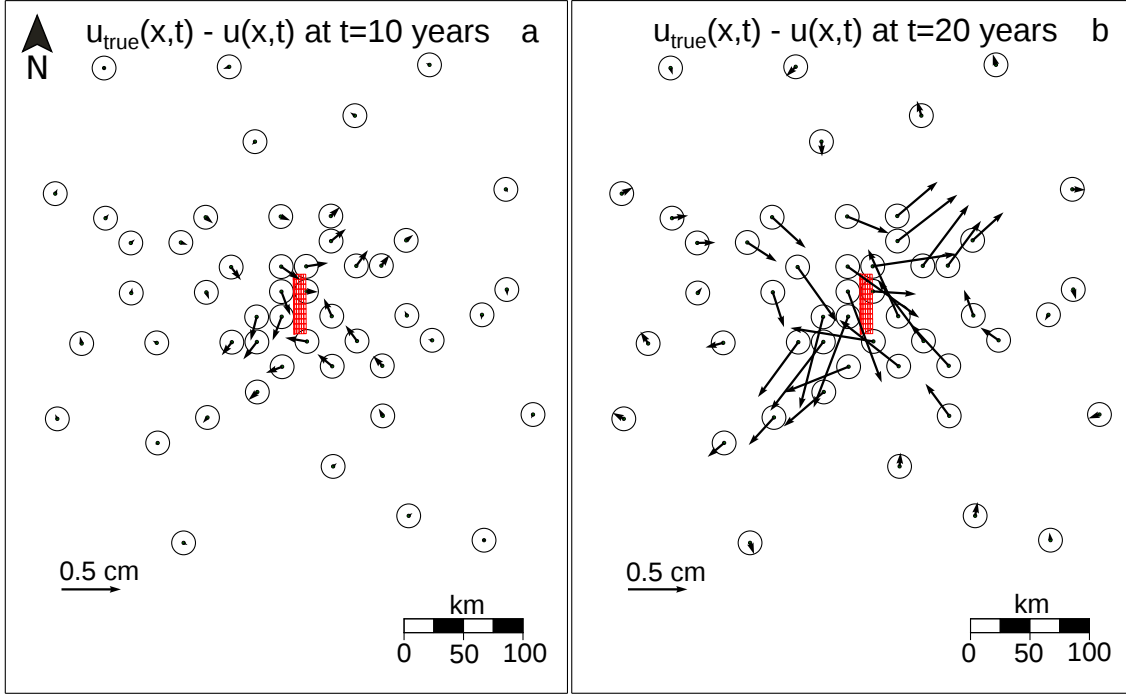 u_true(x,t) - u(x,t) at t=10 years a
N
0.5 cm
km
0 50 100
u_true(x,t) - u(x,t) at t=20 years b
0.5 cm
km
0 50 100